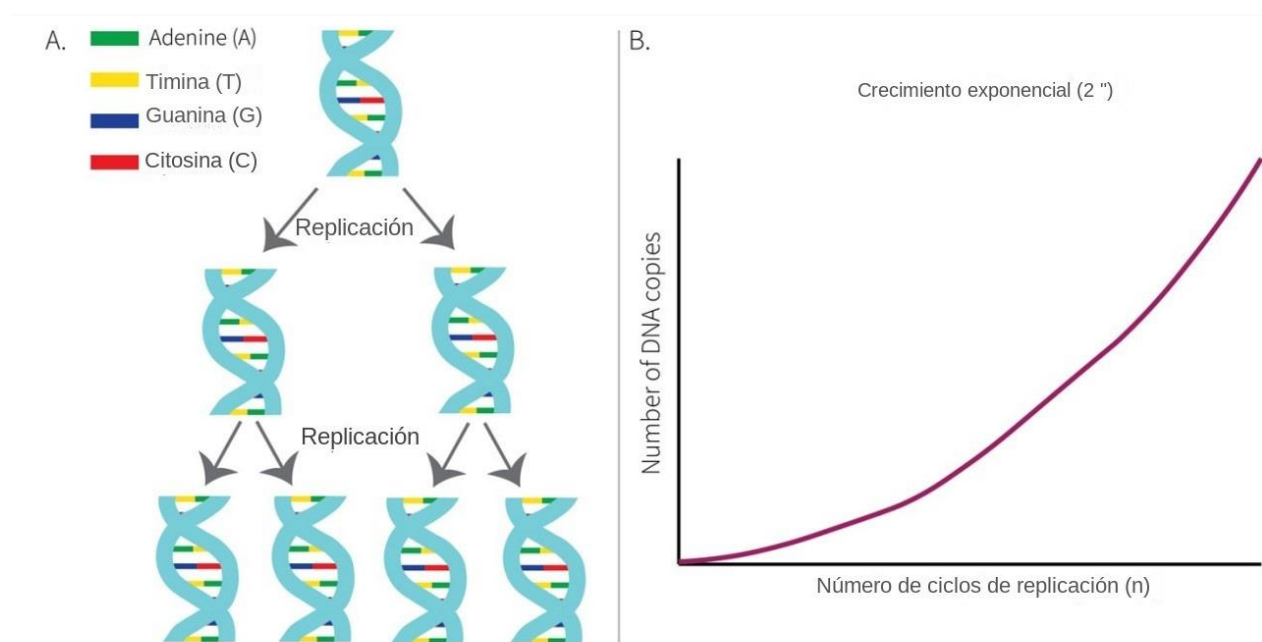 A.
Adenine (A)
Timina (T)
Guanina (G)
Citosina (C)
Replicación
Replicación
B.
Crecimiento exponencial (2 ")
Number of DNA copies
Número de ciclos de replicación (n)